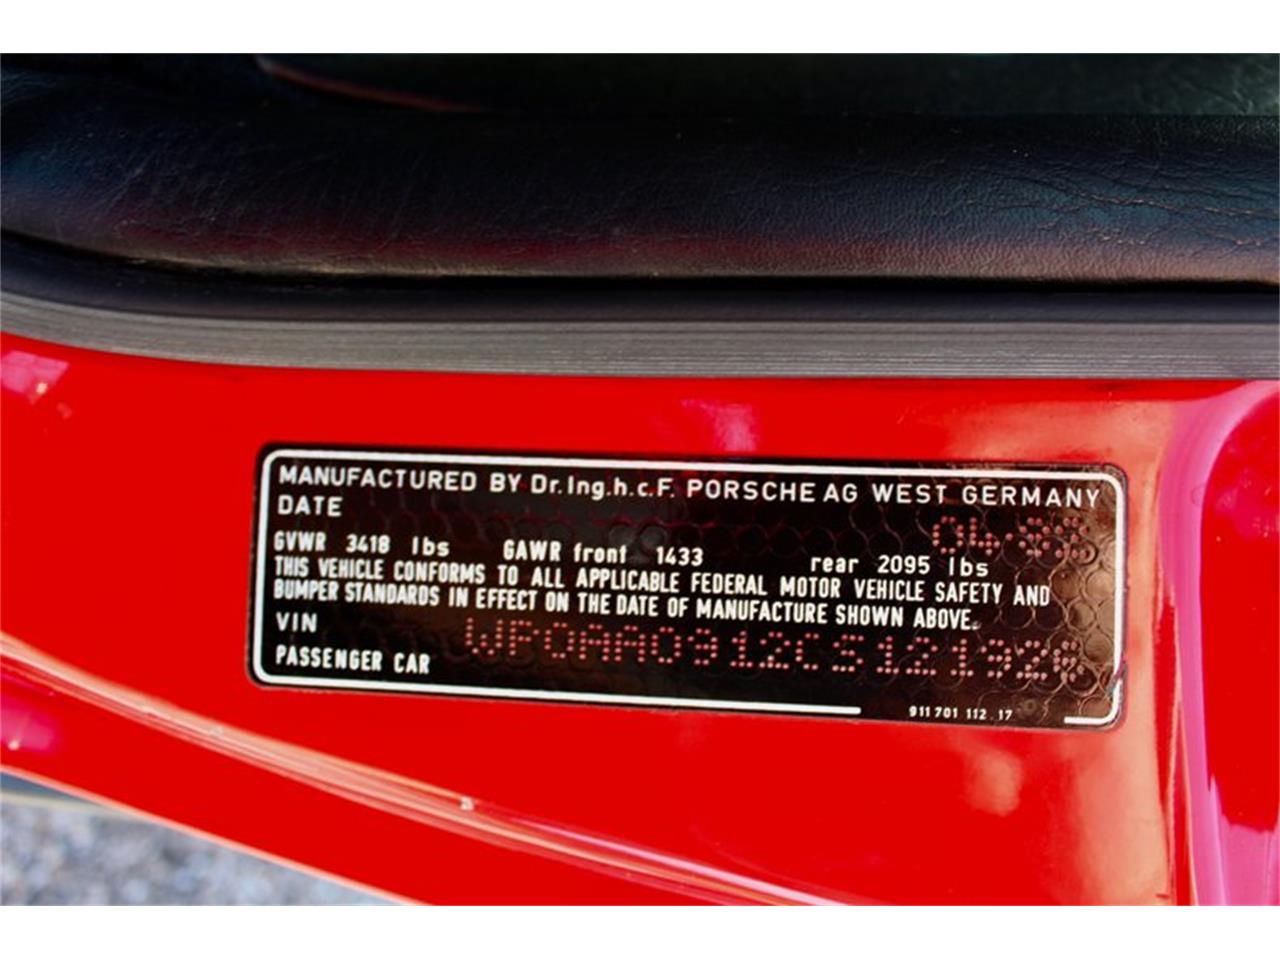 MANUFACTURED BY Dr.Ing.h.c.F. PORSCHE AG WEST GERMANY
DATE
GVWR 3418 lbs GAWR front 1433 rear 2095 lbs
THIS VEHICLE CONFORMS TO ALL APPLICABLE FEDERAL MOTOR VEHICLE SAFETY AND
BUMPER STANDARDS IN EFFECT ON THE DATE OF MANUFACTURE SHOWN ABOVE.
VIN WP0AA0912CS121926
PASSENGER CAR
911 701 112.17